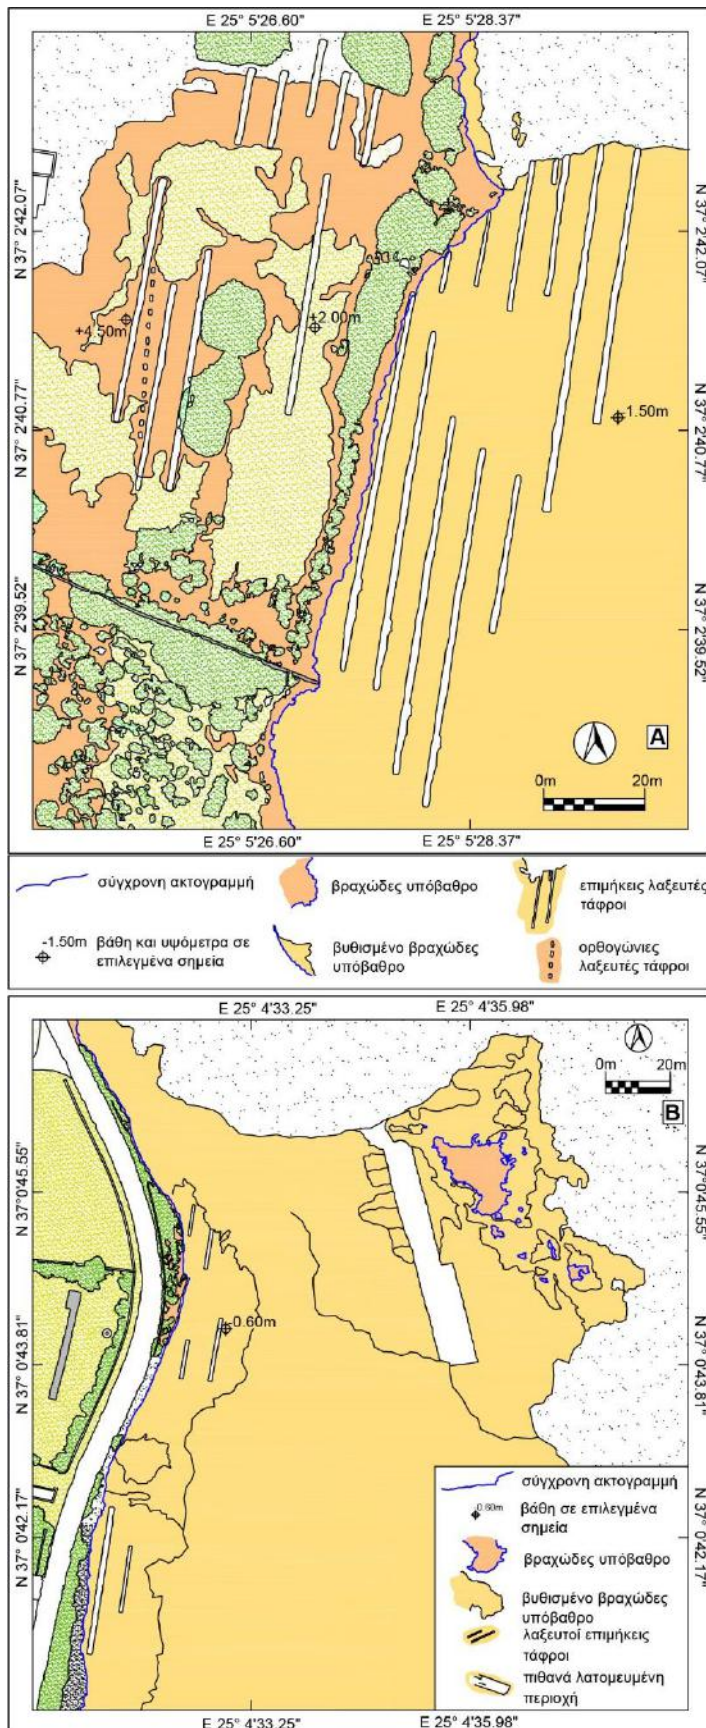 E 25° 5'26.60"
E 25° 5'28.37"
N 37° 2'42.07"
N 37° 2'42.07"
+4.50m
+2.00m
-1.50m
N 37° 2'40.77"
N 37° 2'40.77"
N 37° 2'39.52"
N 37° 2'39.52"
A
0m 20m
E 25° 5'26.60"
E 25° 5'28.37"
σύγχρονη ακτογραμμή
βραχώδες υπόβαθρο
επιμήκεις λαξευτές
τάφροι
-1.50m βάθη και υψόμετρα σε
επιλεγμένα σημεία
βυθισμένο βραχώδες
υπόβαθρο
ορθογώνιες
λαξευτές τάφροι
E 25° 4'33.25"
E 25° 4'35.98"
0m 20m
B
N 37° 0'45.55"
N 37° 0'45.55"
-0.60m
N 37° 0'43.81"
N 37° 0'43.81"
N 37° 0'42.17"
N 37° 0'42.17"
σύγχρονη ακτογραμμή
-0.60m βάθη σε επιλεγμένα
σημεία
βραχώδες υπόβαθρο
βυθισμένο βραχώδες
υπόβαθρο
λαξευτοί επιμήκεις
τάφροι
πιθανά λατομευμένη
περιοχή
E 25° 4'33.25"
E 25° 4'35.98"